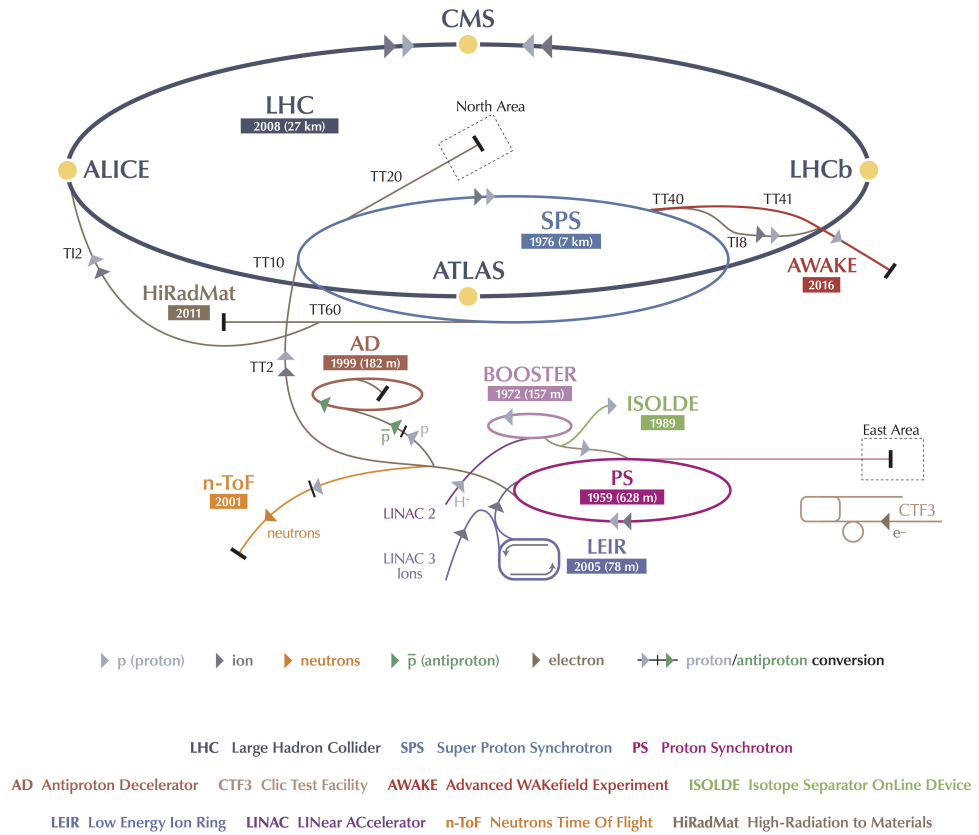 CMS
LHC
2008 (27 km)
North Area
ALICE
LHCb
TT20
TT40
TT41
SPS
1976 (7 km)
TI8
TI2
TT10
ATLAS
AWAKE
2016
HiRadMat
2011
TT60
AD
1999 (182 m)
TT2
BOOSTER
1972 (157 m)
ISOLDE
1989
p
p̅
East Area
n-ToF
2001
PS
1959 (628 m)
H⁺
LINAC 2
neutrons
CTF3
e⁻
LEIR
2005 (78 m)
LINAC 3
Ions
p (proton) ion neutrons p̅ (antiproton) electron proton/antiproton conversion
LHC Large Hadron Collider SPS Super Proton Synchrotron PS Proton Synchrotron
AD Antiproton Decelerator CTF3 Clic Test Facility AWAKE Advanced WAKefield Experiment ISOLDE Isotope Separator OnLine DEvice
LEIR Low Energy Ion Ring LINAC LINear ACcelerator n-ToF Neutrons Time Of Flight HiRadMat High-Radiation to Materials